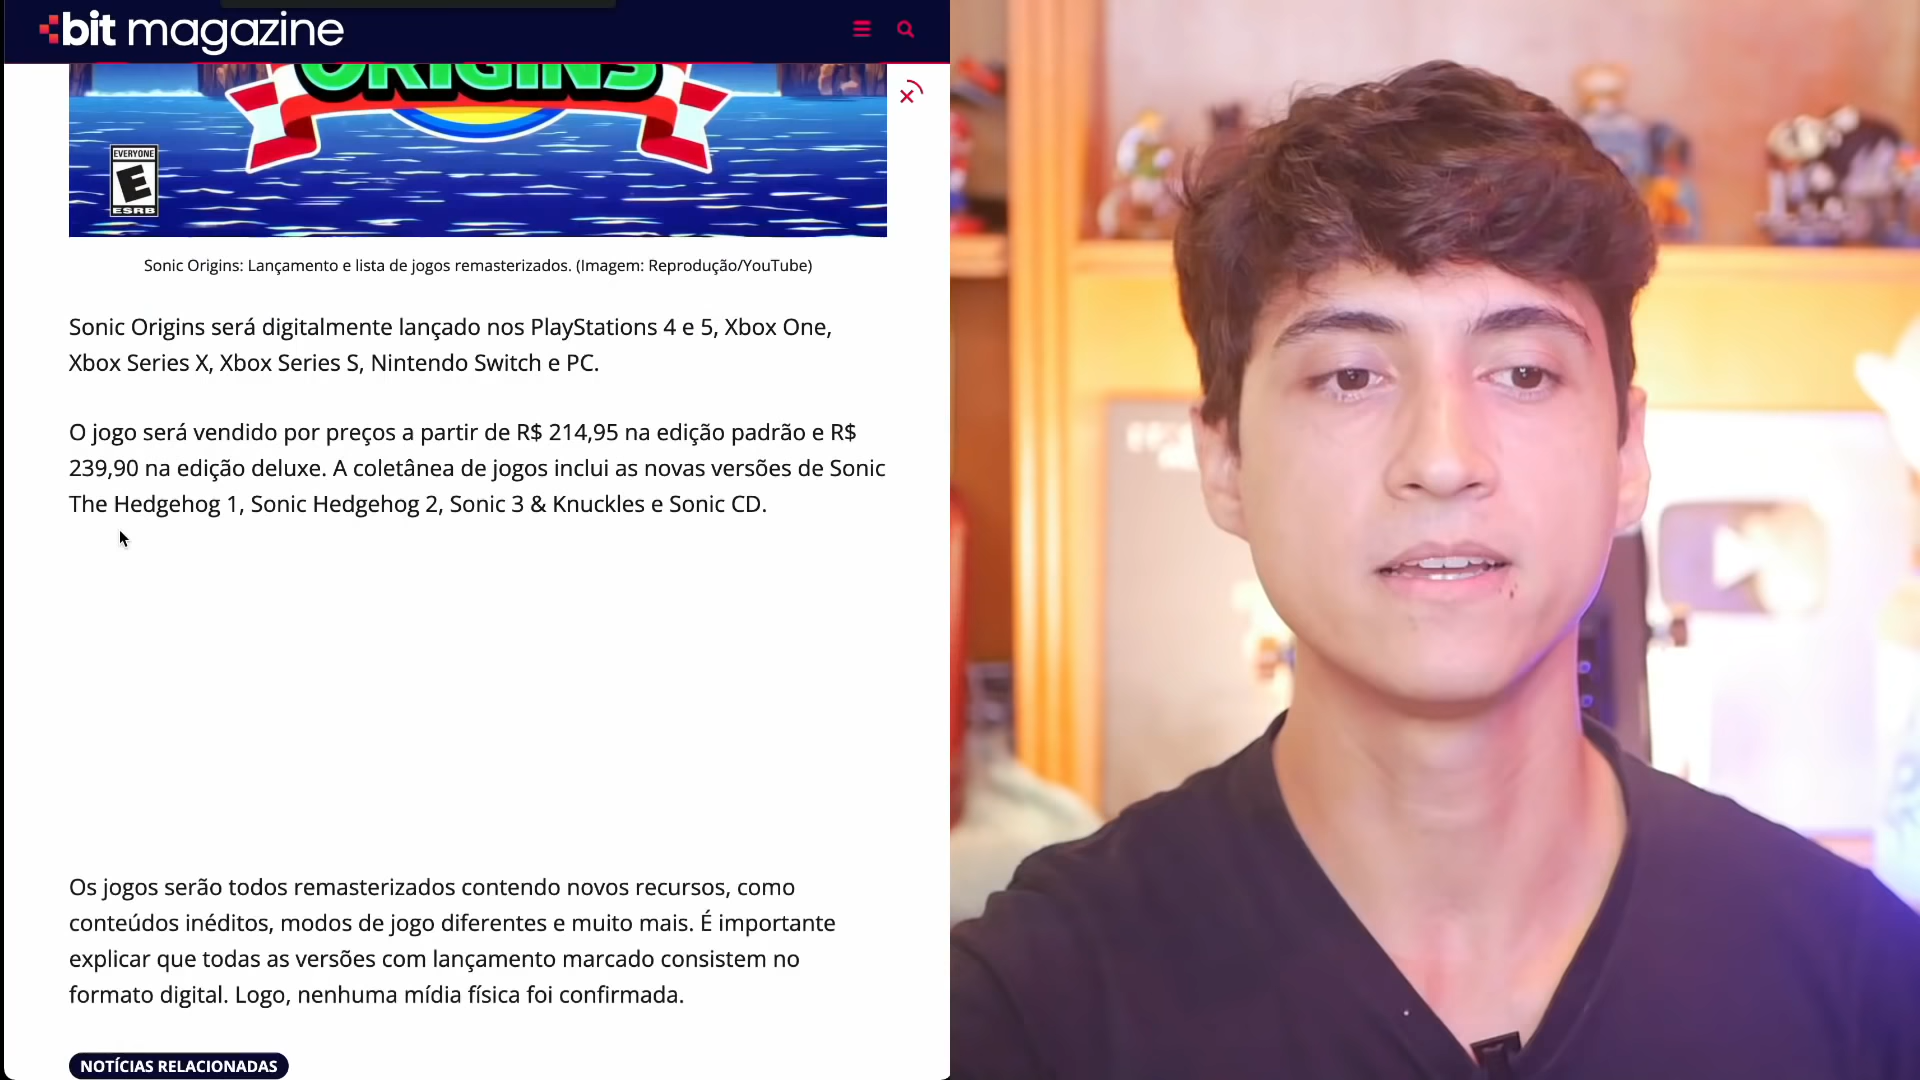 bit magazine
ORIGINS
EVERYONE
E
ESRB
Sonic Origins: Lançamento e lista de jogos remasterizados. (Imagem: Reprodução/YouTube)
Sonic Origins será digitalmente lançado nos PlayStations 4 e 5, Xbox One,
Xbox Series X, Xbox Series S, Nintendo Switch e PC.
O jogo será vendido por preços a partir de R$ 214,95 na edição padrão e R$
239,90 na edição deluxe. A coletânea de jogos inclui as novas versões de Sonic
The Hedgehog 1, Sonic Hedgehog 2, Sonic 3 & Knuckles e Sonic CD.
Os jogos serão todos remasterizados contendo novos recursos, como
conteúdos inéditos, modos de jogo diferentes e muito mais. É importante
explicar que todas as versões com lançamento marcado consistem no
formato digital. Logo, nenhuma mídia física foi confirmada.
NOTÍCIAS RELACIONADAS